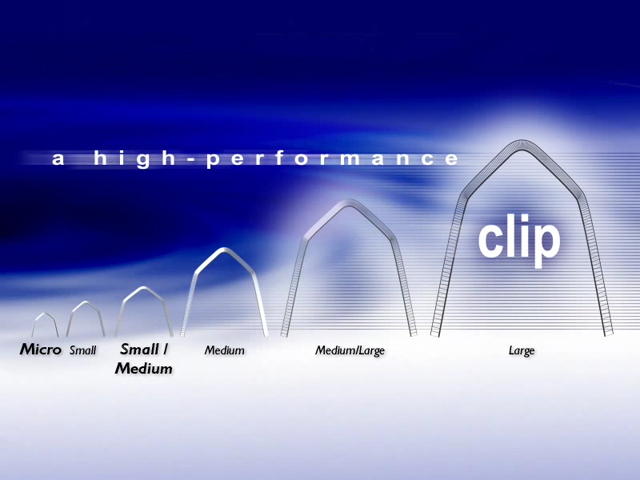 a high-performance
clip
Micro
Small
Small /
Medium
Medium
Medium/Large
Large